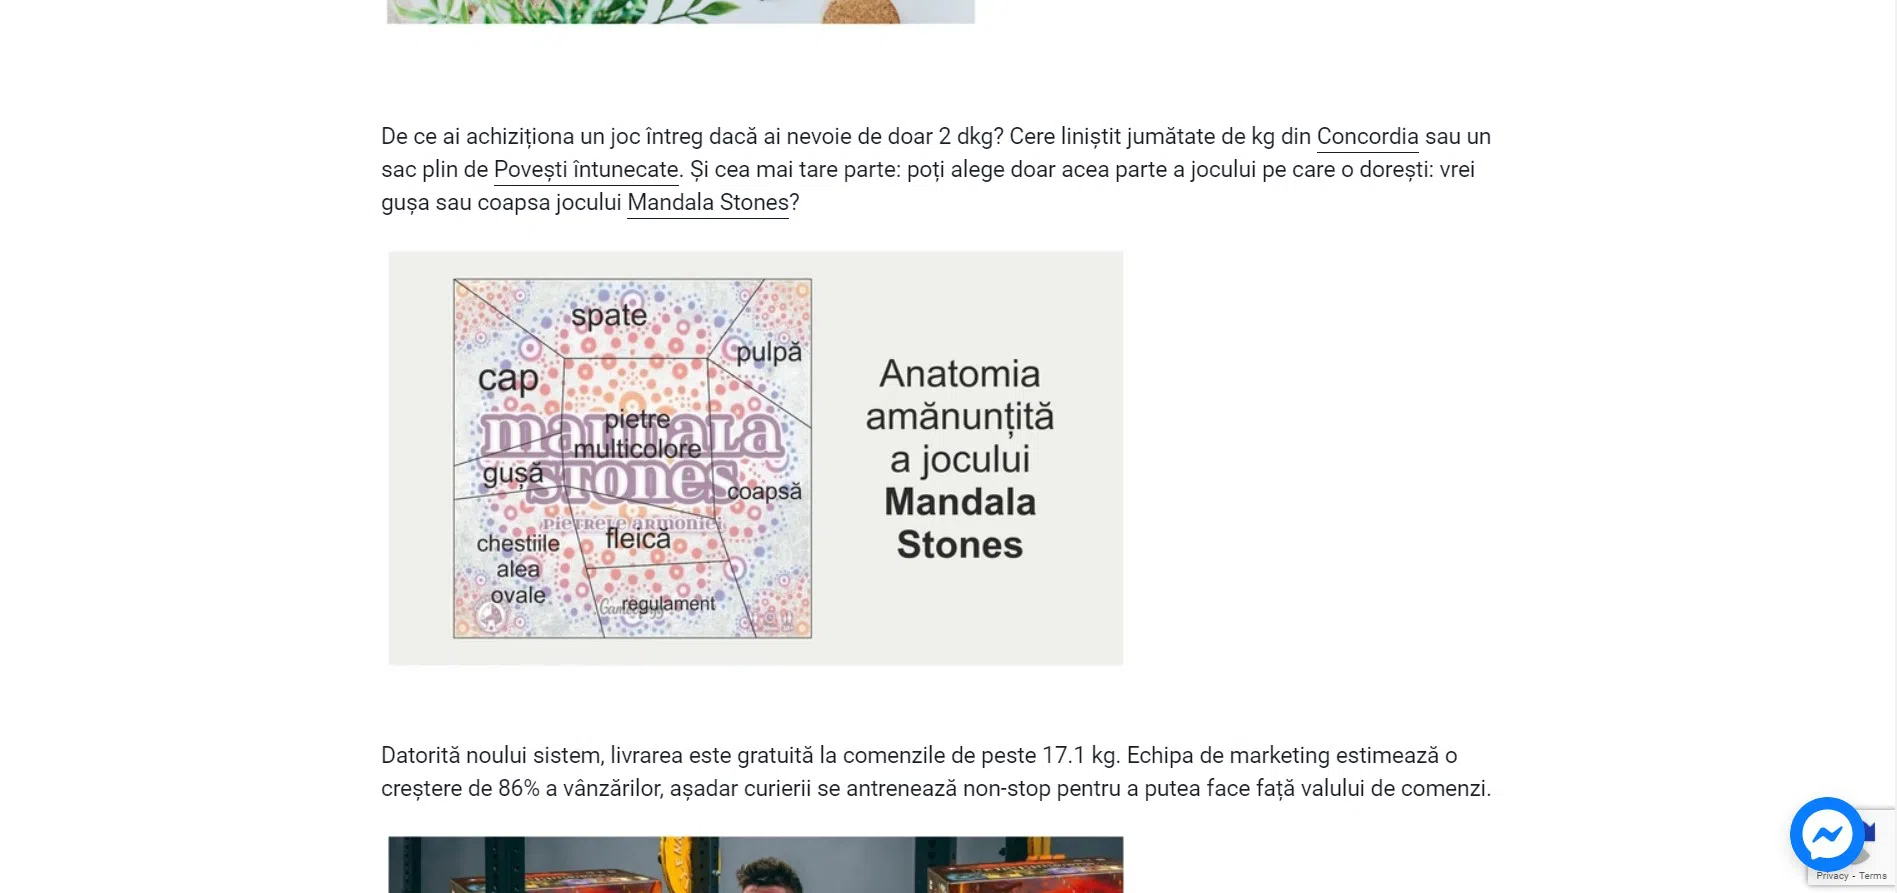 De ce ai achiziționa un joc întreg dacă ai nevoie de doar 2 dkg? Cere liniștit jumătate de kg din Concordia sau un
sac plin de Povești întunecate. Și cea mai tare parte: poți alege doar acea parte a jocului pe care o dorești: vrei
gușa sau coapsa jocului Mandala Stones?
spate
pulpă
cap
pietre
multicolore
mandala
stones
gușă
coapsă
Pietrele armoniei
fleică
chestiile
alea
ovale
regulament
Anatomia
amănunțită
a jocului
Mandala
Stones
Datorită noului sistem, livrarea este gratuită la comenzile de peste 17.1 kg. Echipa de marketing estimează o
creștere de 86% a vânzărilor, așadar curierii se antrenează non-stop pentru a putea face față valului de comenzi.
Privacy - Terms